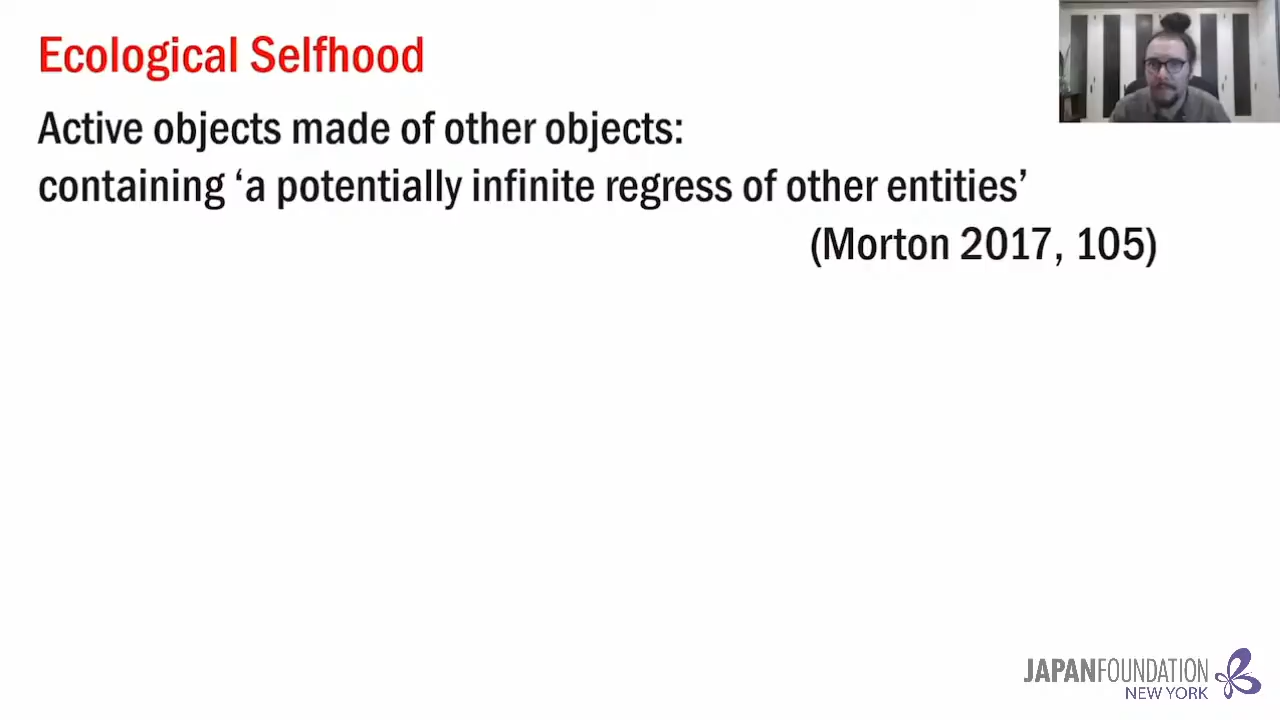 Ecological Selfhood
Active objects made of other objects:
containing ‘a potentially infinite regress of other entities’
(Morton 2017, 105)
JAPANFOUNDATION
NEW YORK